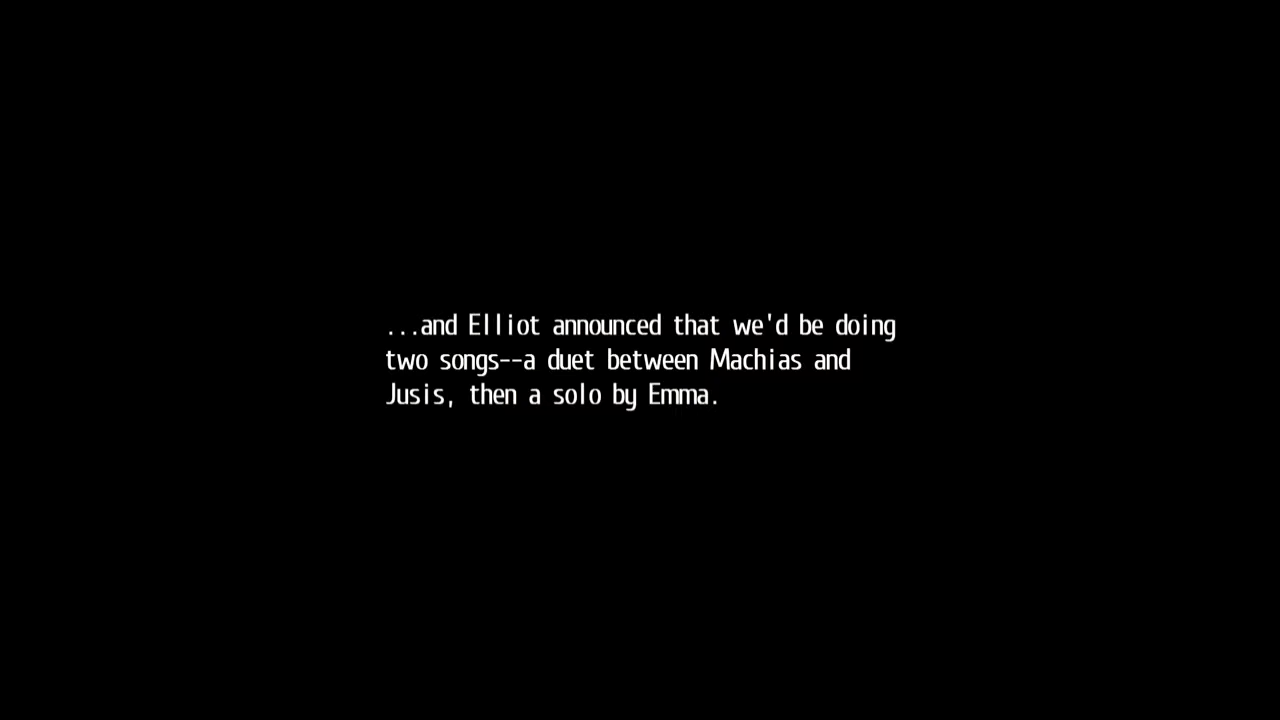 ...and Elliot announced that we'd be doing
two songs--a duet between Machias and
Jusis, then a solo by Emma.